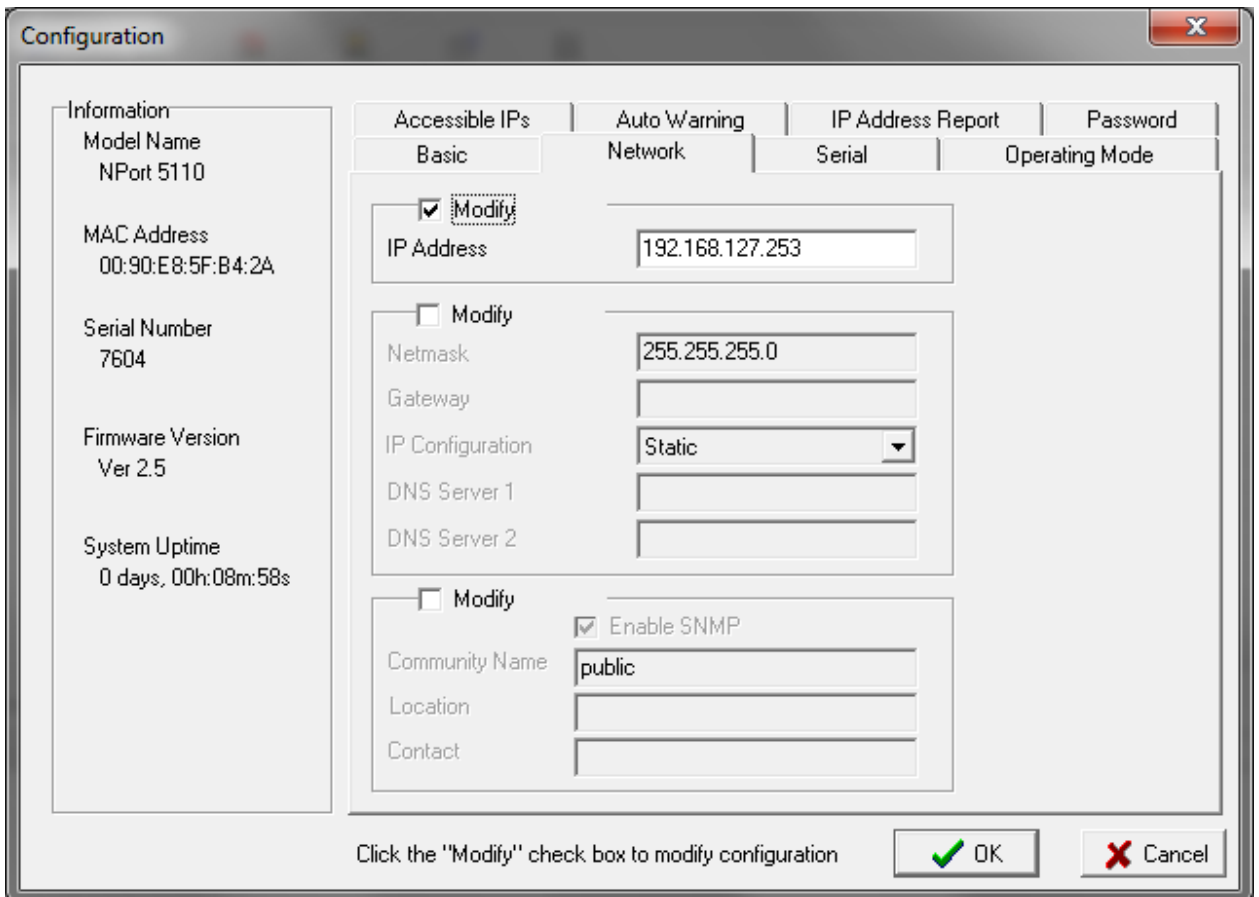 Configuration
Information
Model Name
NPort 5110
MAC Address
00:90:E8:5F:B4:2A
Serial Number
7604
Firmware Version
Ver 2.5
System Uptime
0 days, 00h:08m:58s
Accessible IPs Auto Warning IP Address Report Password
Basic Network Serial Operating Mode
Modify
IP Address 192.168.127.253
Modify
Netmask 255.255.255.0
Gateway
IP Configuration Static
DNS Server 1
DNS Server 2
Modify
Enable SNMP
Community Name public
Location
Contact
Click the "Modify" check box to modify configuration OK Cancel